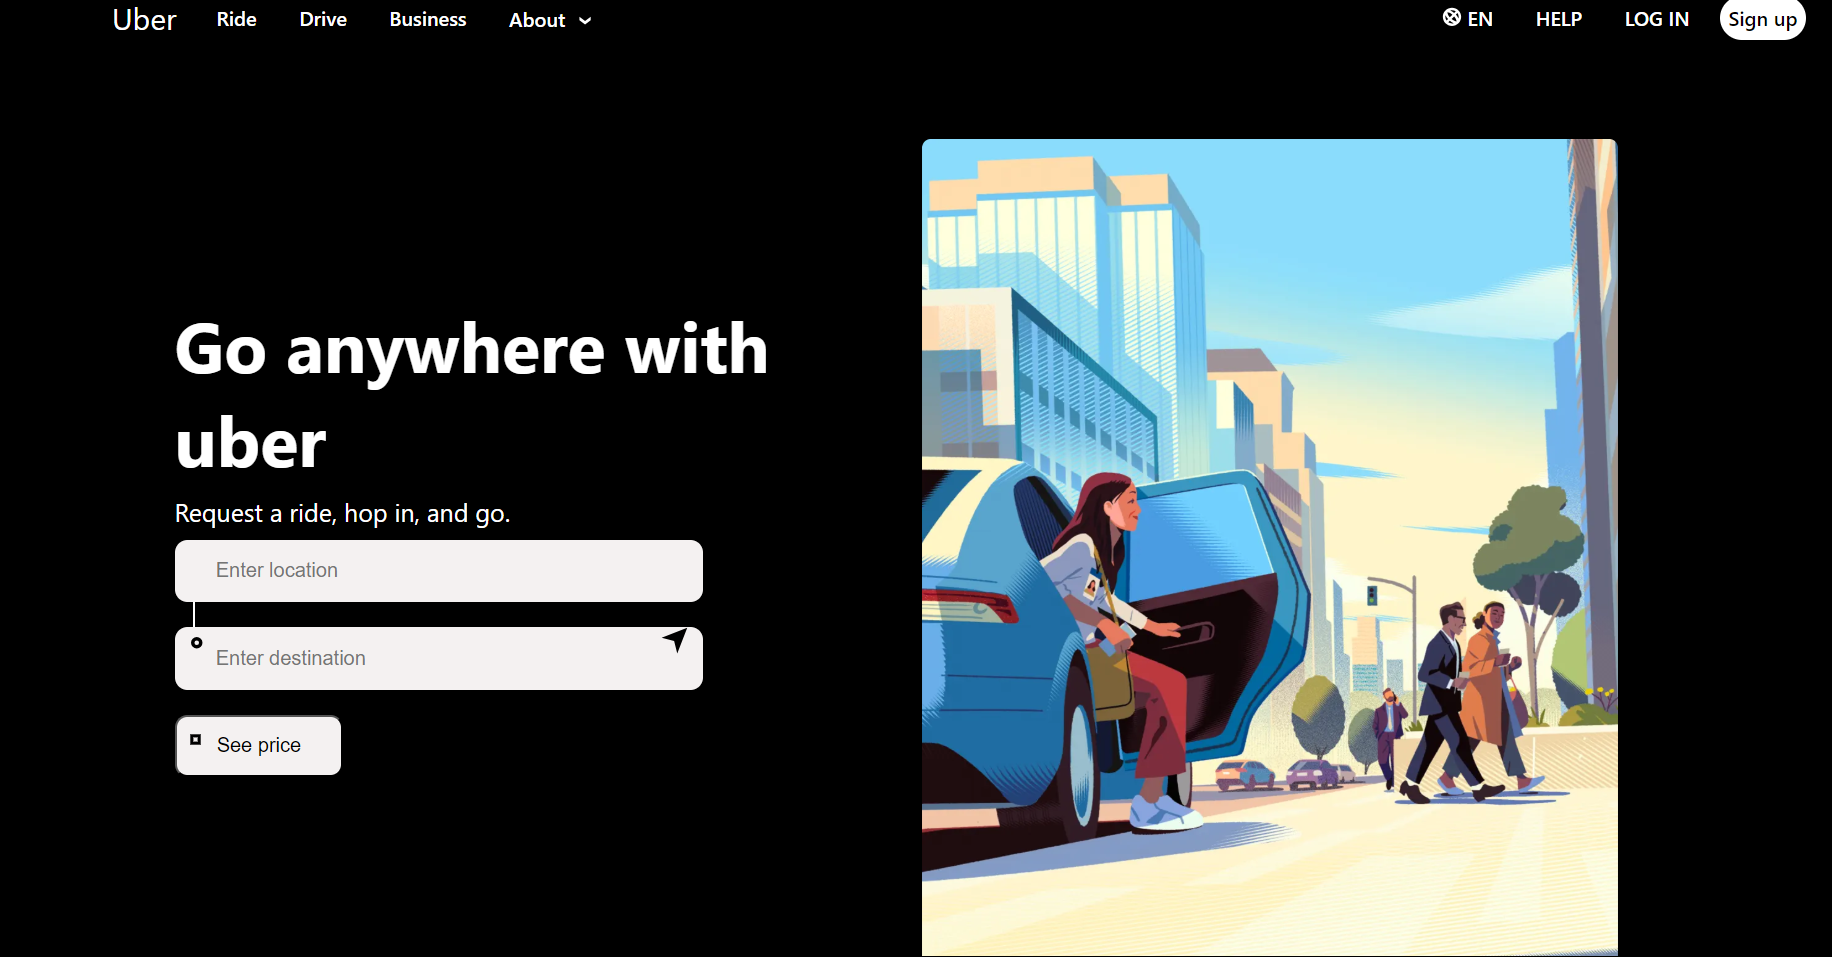 Uber Ride Drive Business About EN HELP LOG IN Sign up
Go anywhere with
uber
Request a ride, hop in, and go.
Enter location
Enter destination
See price